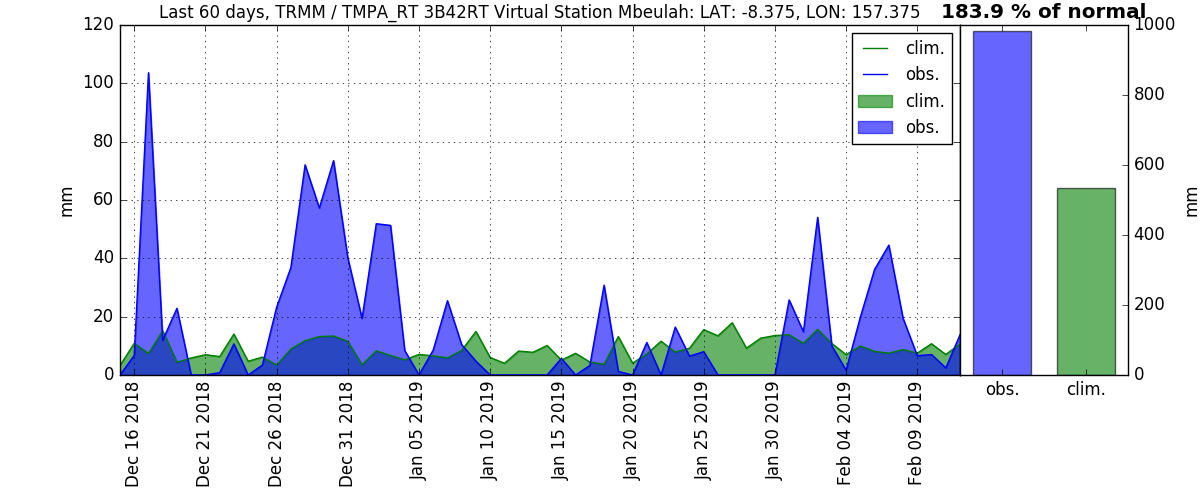 Last 60 days, TRMM / TMPA_RT 3B42RT Virtual Station Mbeulah: LAT: -8.375, LON: 157.375
183.9 % of normal
120
100
80
60
40
20
0
mm
clim.
obs.
clim.
obs.
1000
800
600
400
200
0
mm
Dec 16 2018
Dec 21 2018
Dec 26 2018
Dec 31 2018
Jan 05 2019
Jan 10 2019
Jan 15 2019
Jan 20 2019
Jan 25 2019
Jan 30 2019
Feb 04 2019
Feb 09 2019
obs.
clim.